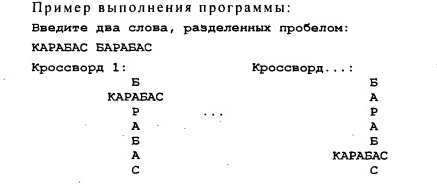 Пример выполнения программы:
Введите два слова, разделенных пробелом:
КАРАБАС БАРАБАС
Кроссворд 1: Кроссворд...:
Б Б
КАРАБАС А
Р ... Р
А А
Б Б
А КАРАБАС
С С